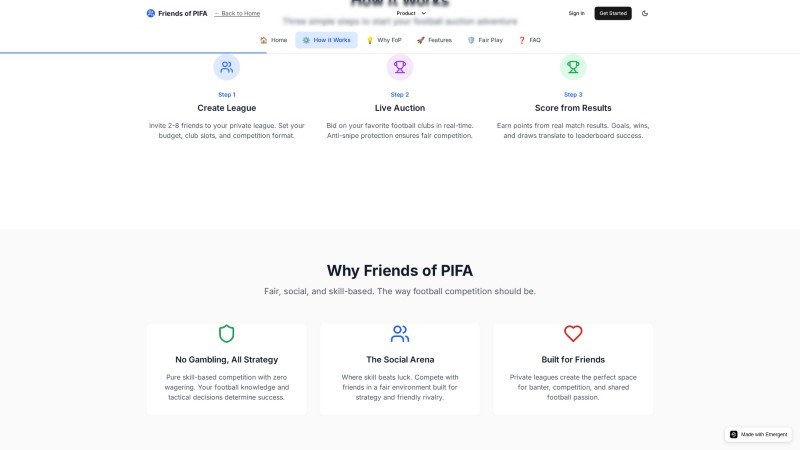 How it Works
Friends of PIFA
← Back to Home
Product
Sign In
Get Started
Three simple steps to start your football auction adventure
🏠 Home
⚙️ How it Works
💡 Why FoP
🚀 Features
🛡️ Fair Play
❓ FAQ
Step 1
Create League
Invite 2-8 friends to your private league. Set your
budget, club slots, and competition format.
Step 2
Live Auction
Bid on your favorite football clubs in real-time.
Anti-snipe protection ensures fair competition.
Step 3
Score from Results
Earn points from real match results. Goals, wins,
and draws translate to leaderboard success.
Why Friends of PIFA
Fair, social, and skill-based. The way football competition should be.
No Gambling, All Strategy
Pure skill-based competition with zero
wagering. Your football knowledge and
tactical decisions determine success.
The Social Arena
Where skill beats luck. Compete with
friends in a fair environment built for
strategy and friendly rivalry.
Built for Friends
Private leagues create the perfect space
for banter, competition, and shared
football passion.
Made with Emergent